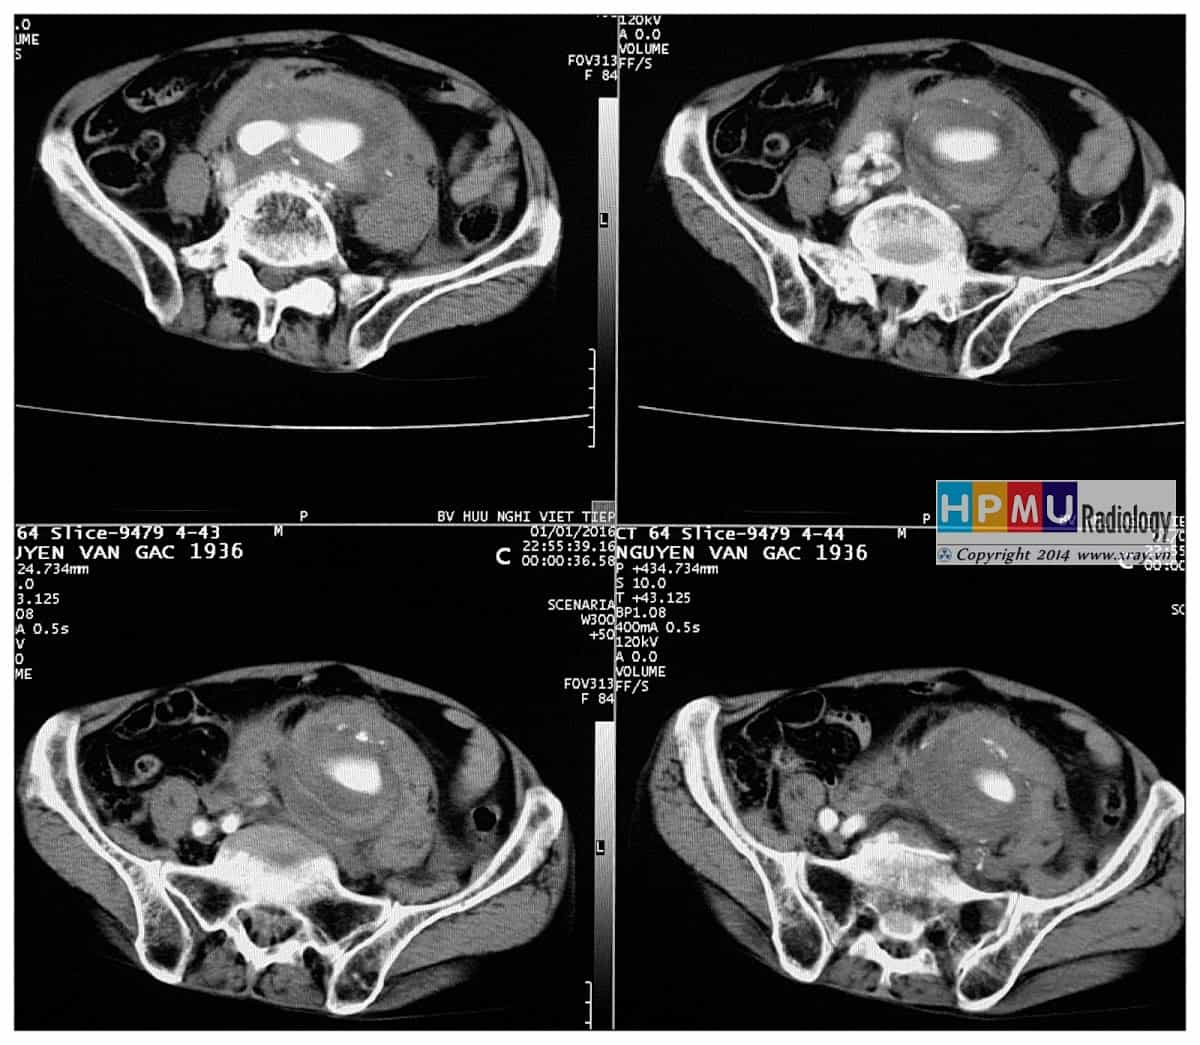 .0
UME
S
FOV313
F 84
L
P
BV HUU NGHI VIET TIEP
120kV
A 0.0
VOLUME
FF/S
P
HPMU Radiology
Copyright 2014 www.xray.vn
64 Slice-9479 4-43
M
01/01/2016
UYEN VAN GAC 1936
22:55:39.16
C
00:00:36.58
24.734mm
.0
3.125
08
A 0.5s
V
0
ME
SCENARIA
W300
+50
FOV313
F 84
L
CT 64 Slice-9479 4-44
M
NGUYEN VAN GAC 1936
C
P +434.734mm
S 10.0
T +43.125
BP1.08
400mA 0.5s
120kV
A 0.0
VOLUME
FF/S
SC